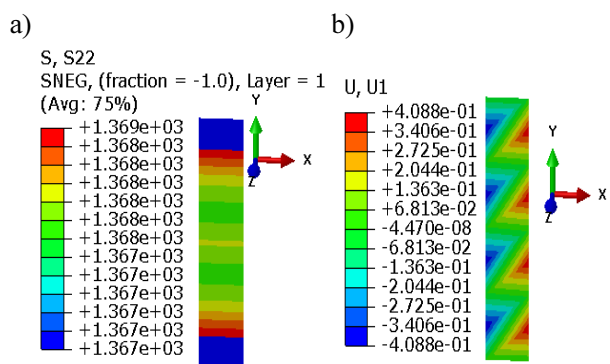 a)
S, S22
SNEG, (fraction = -1.0), Layer = 1
(Avg: 75%)
+1.369e+03
+1.368e+03
+1.368e+03
+1.368e+03
+1.368e+03
+1.368e+03
+1.368e+03
+1.367e+03
+1.367e+03
+1.367e+03
+1.367e+03
+1.367e+03
+1.367e+03
Y
X
Z
b)
U, U1
+4.088e-01
+3.406e-01
+2.725e-01
+2.044e-01
+1.363e-01
+6.813e-02
-4.470e-08
-6.813e-02
-1.363e-01
-2.044e-01
-2.725e-01
-3.406e-01
-4.088e-01
Y
X
Z